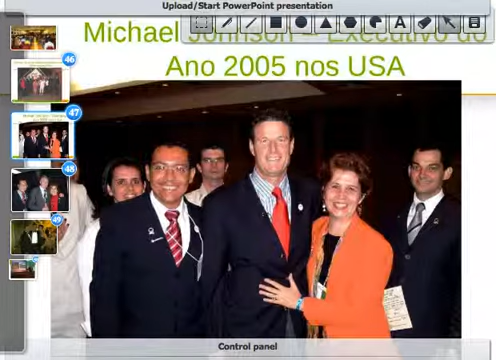 Upload/Start PowerPoint presentation
Michael Johnson – Executivo do
Ano 2005 nos USA
46
47
48
49
Control panel